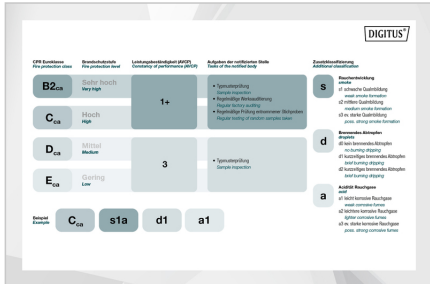 DIGITUS®
CPR Euroklasse
Fire protection class
Brandschutzstufe
Fire protection level
Leistungsbeständigkeit (AVCP)
Constancy of performance (AVCP)
Aufgaben der notifizierten Stelle
Tasks of the notified body
Zusatzklassifizierung
Additional classification
B2ca
Sehr hoch
Very high
1+
• Typmusterprüfung
Sample inspection
• Regelmäßige Werksauditierung
Regular factory auditing
• Regelmäßige Prüfung entnommener Stichproben
Regular testing of random samples taken
Cca
Hoch
High
Dca
Mittel
Medium
3
• Typmusterprüfung
Sample inspection
Eca
Gering
Low
s
Rauchentwicklung
smoke
s1 schwache Qualmbildung
weak smoke formation
s2 mittlere Qualmbildung
medium smoke formation
s3 ev. starke Qualmbildung
poss. strong smoke formation
d
Brennendes Abtropfen
droplets
d0 kein brennendes Abtropfen
no burning dripping
d1 kurzzeitiges brennendes Abtropfen
brief burning dripping
d2 kurzzeitiges brennendes Abtropfen
brief burning dripping
a
Acidität Rauchgase
acid
a1 leicht korrosive Rauchgase
weak corrosive fumes
a2 leichtere korrosive Rauchgase
lighter corrosive fumes
a3 ev. starke korrosive Rauchgase
poss. strong corrosive fumes
Beispiel
Example
Cca
s1a
d1
a1